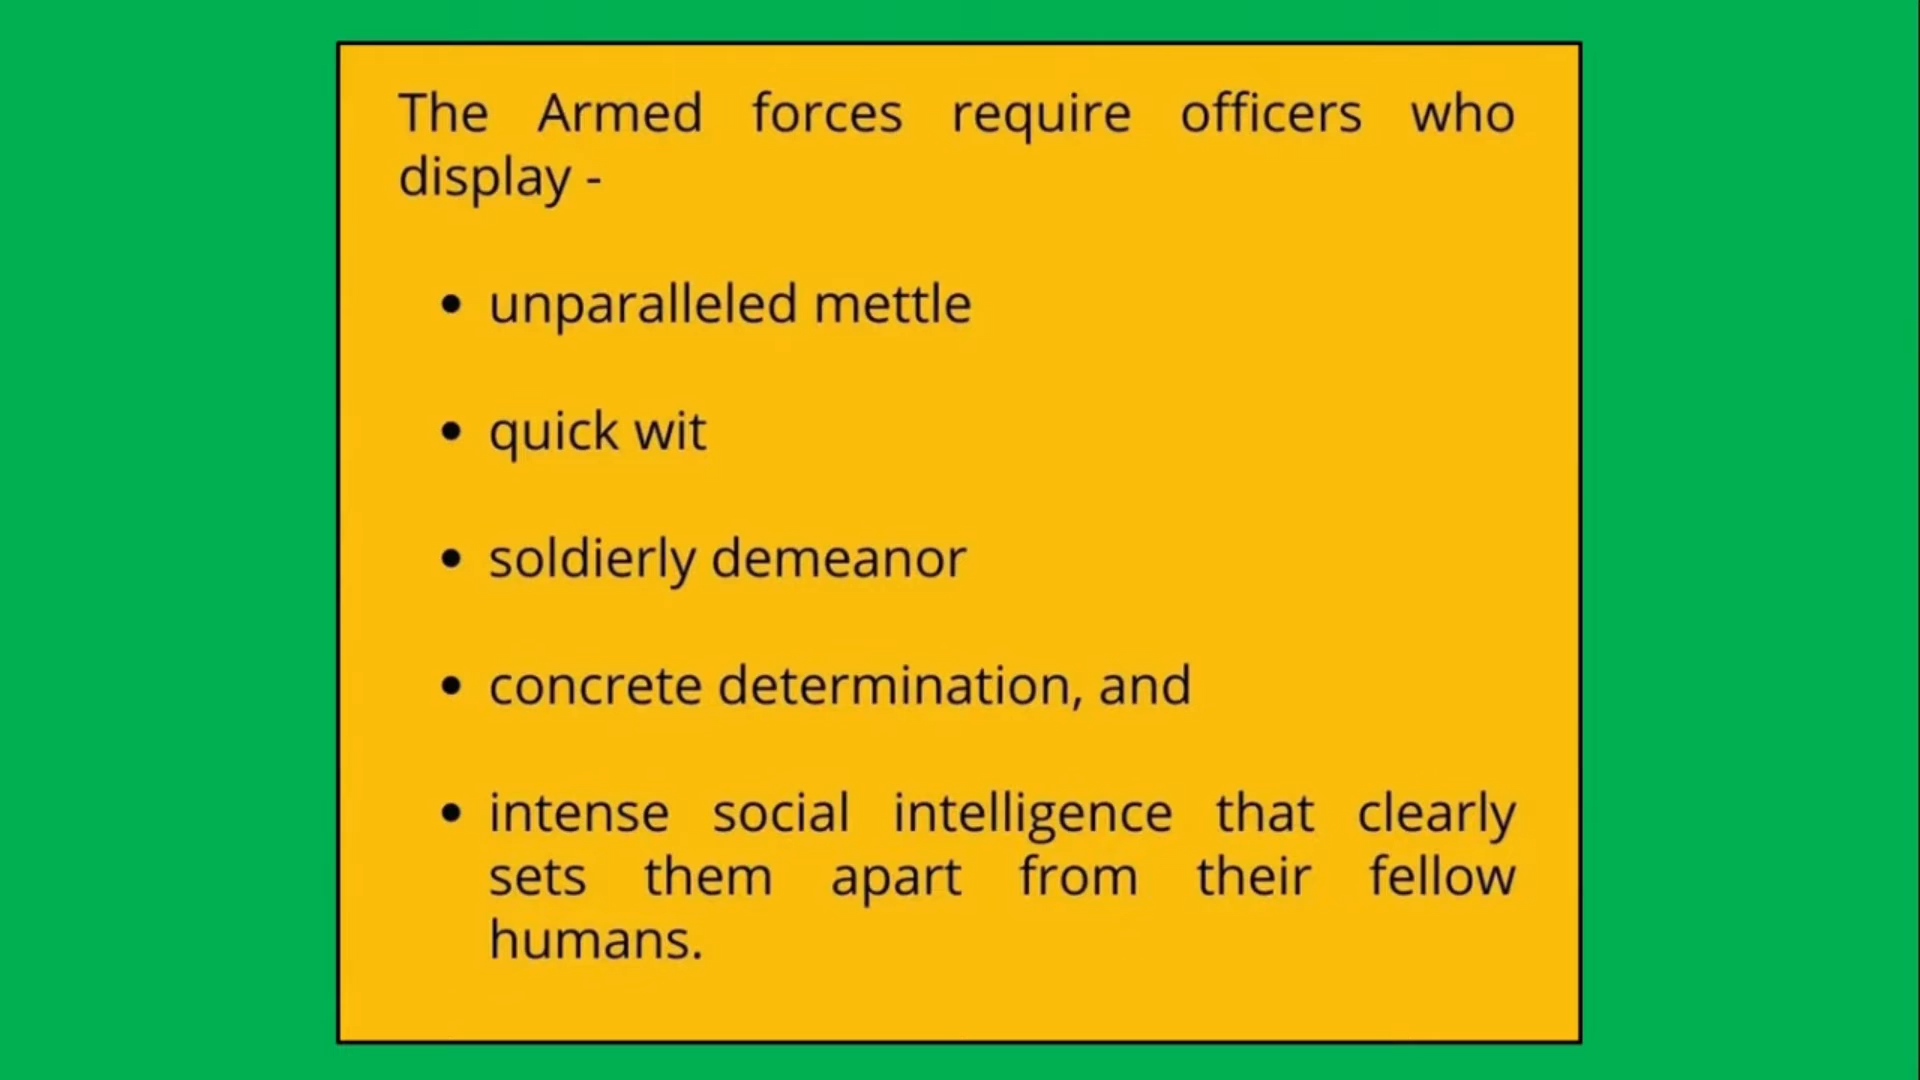 The Armed forces require officers who
display -
• unparalleled mettle
• quick wit
• soldierly demeanor
• concrete determination, and
• intense social intelligence that clearly
sets them apart from their fellow
humans.